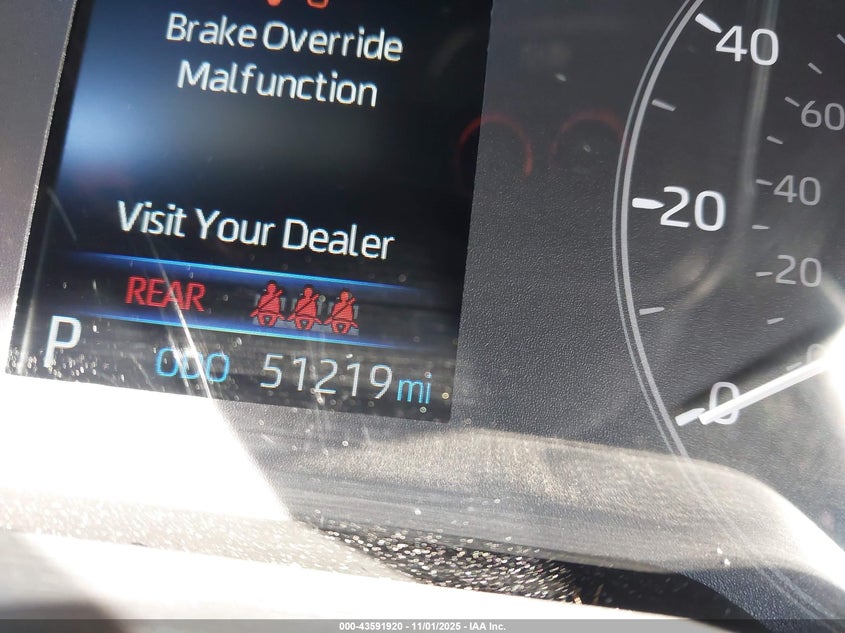 Brake Override
Malfunction
Visit Your Dealer
REAR
P
ODO 51219 mi
40
20
0
60
40
20
000-43591920 - 11/01/2025 - IAA Inc.